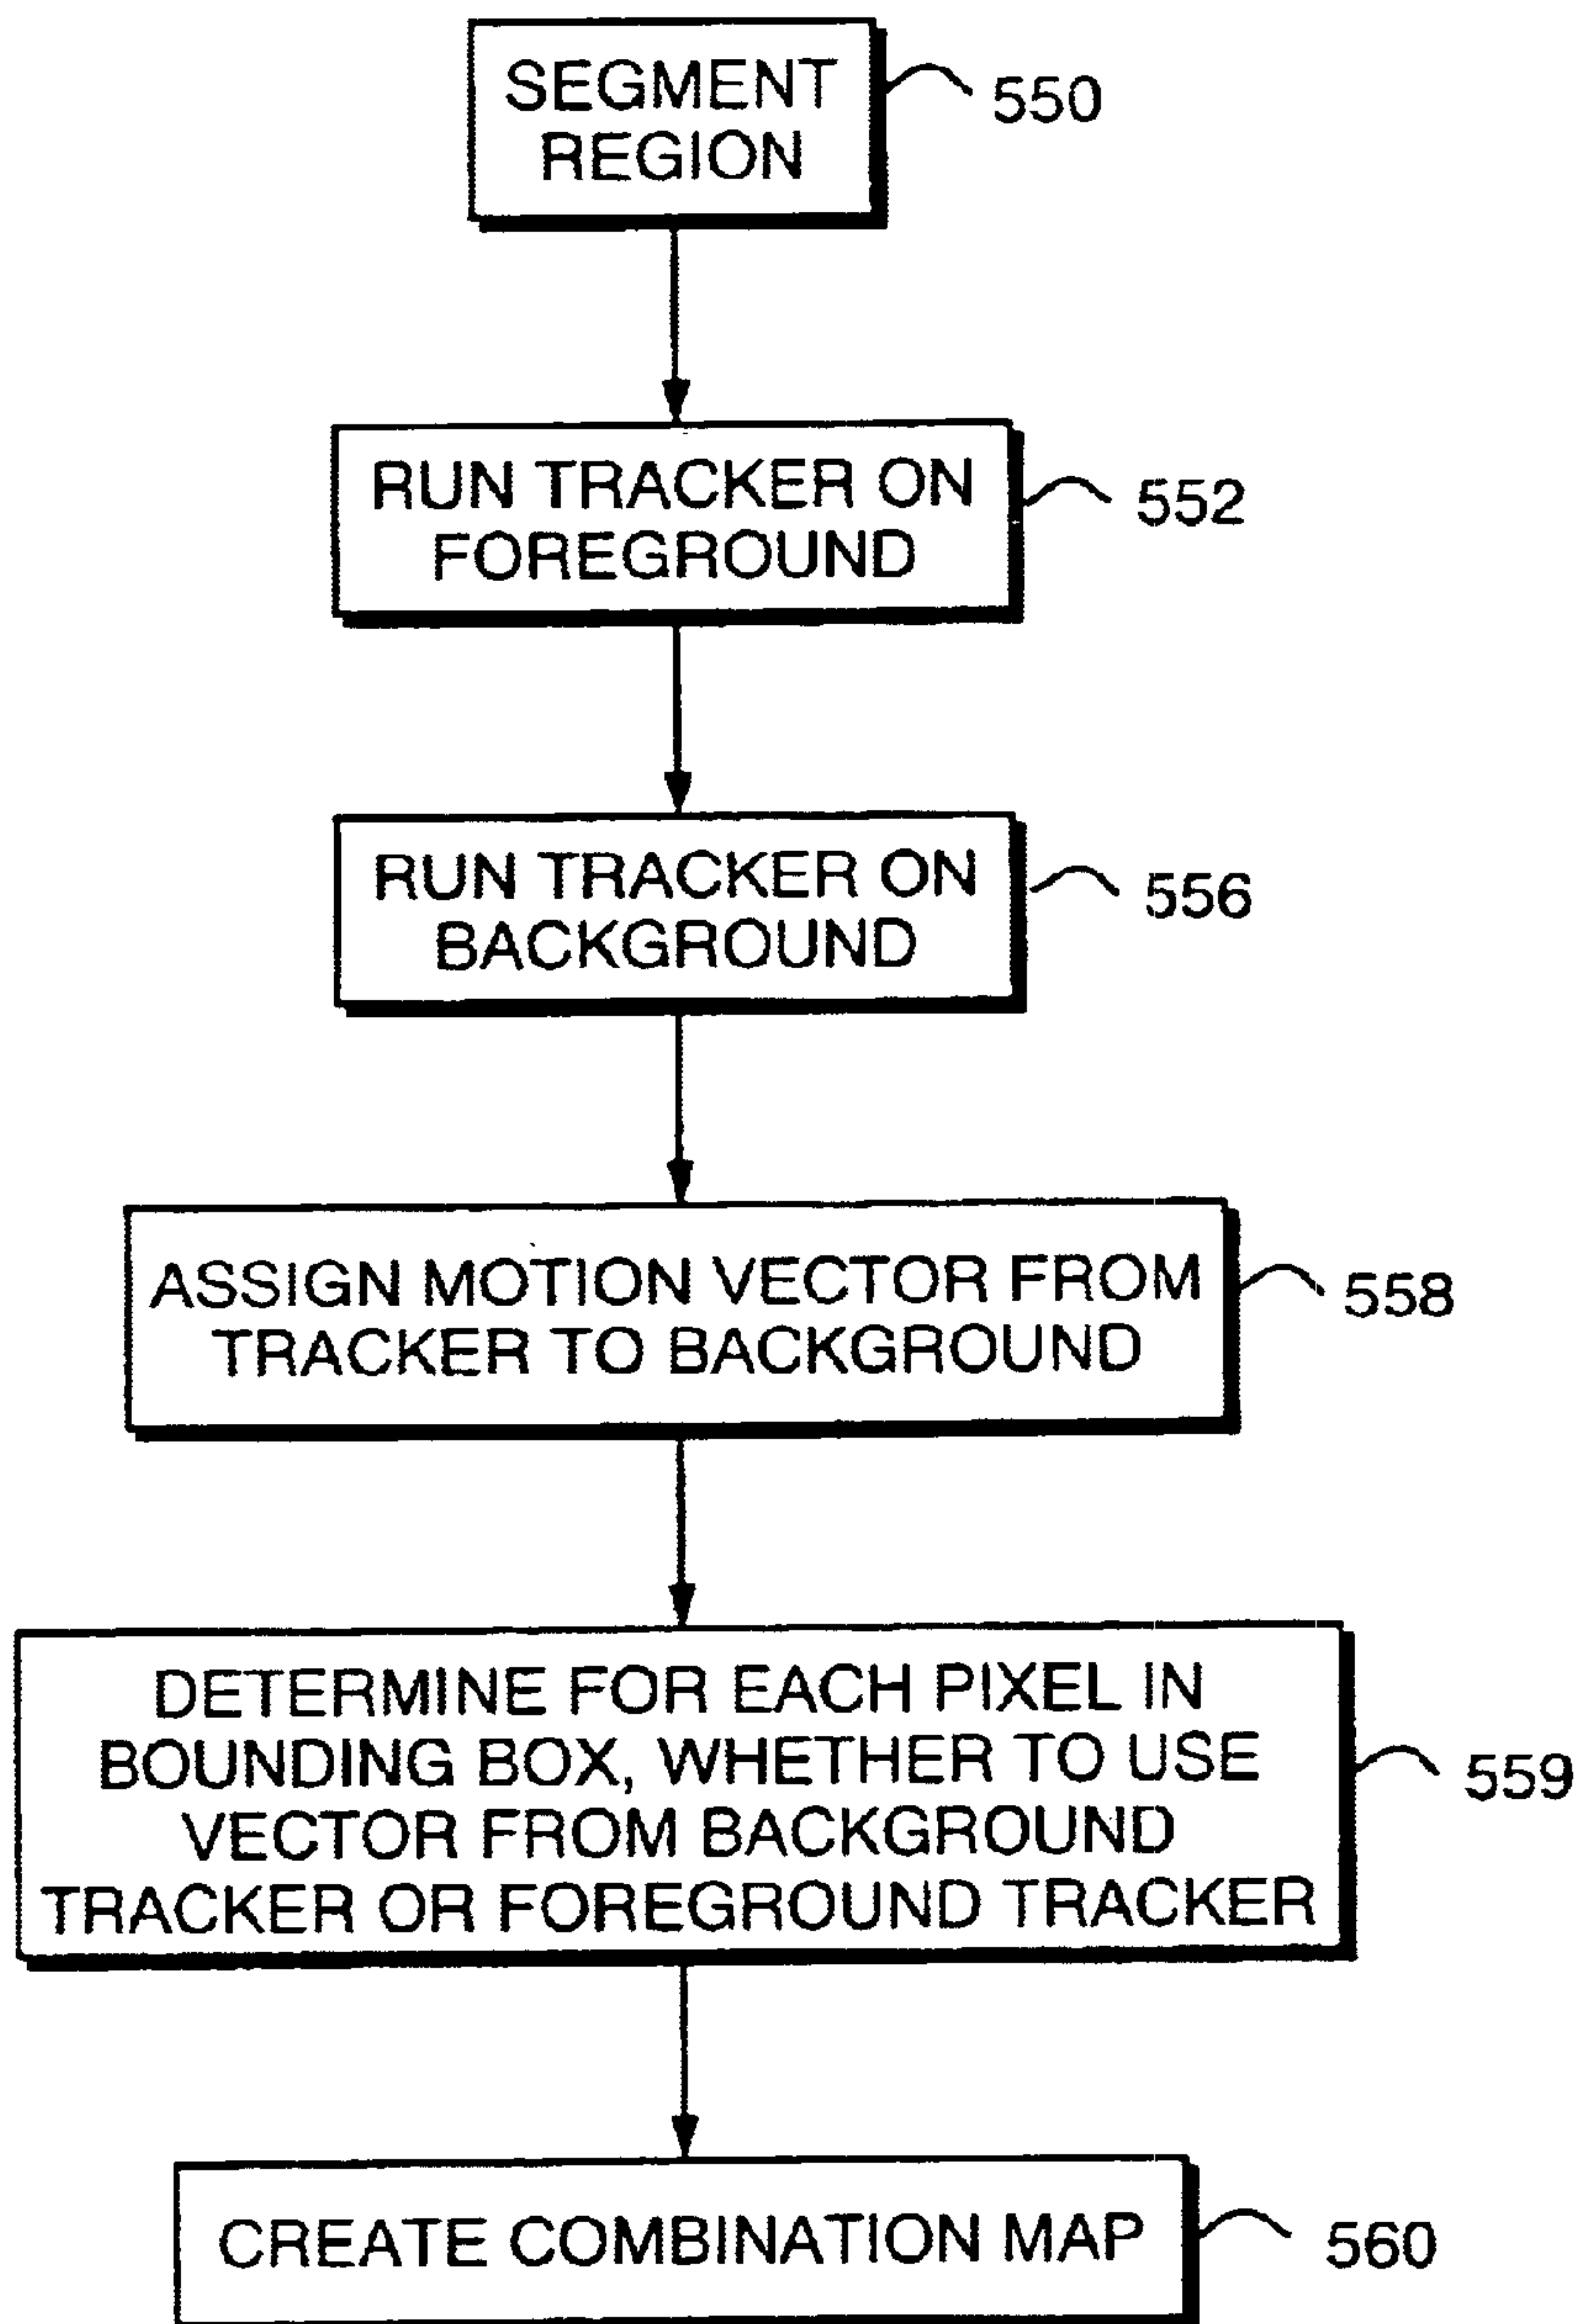 SEGMENT
REGION
550
RUN TRACKER ON
FOREGROUND
552
RUN TRACKER ON
BACKGROUND
556
ASSIGN MOTION VECTOR FROM
TRACKER TO BACKGROUND
558
DETERMINE FOR EACH PIXEL IN
BOUNDING BOX, WHETHER TO USE
VECTOR FROM BACKGROUND
TRACKER OR FOREGROUND TRACKER
559
CREATE COMBINATION MAP
560